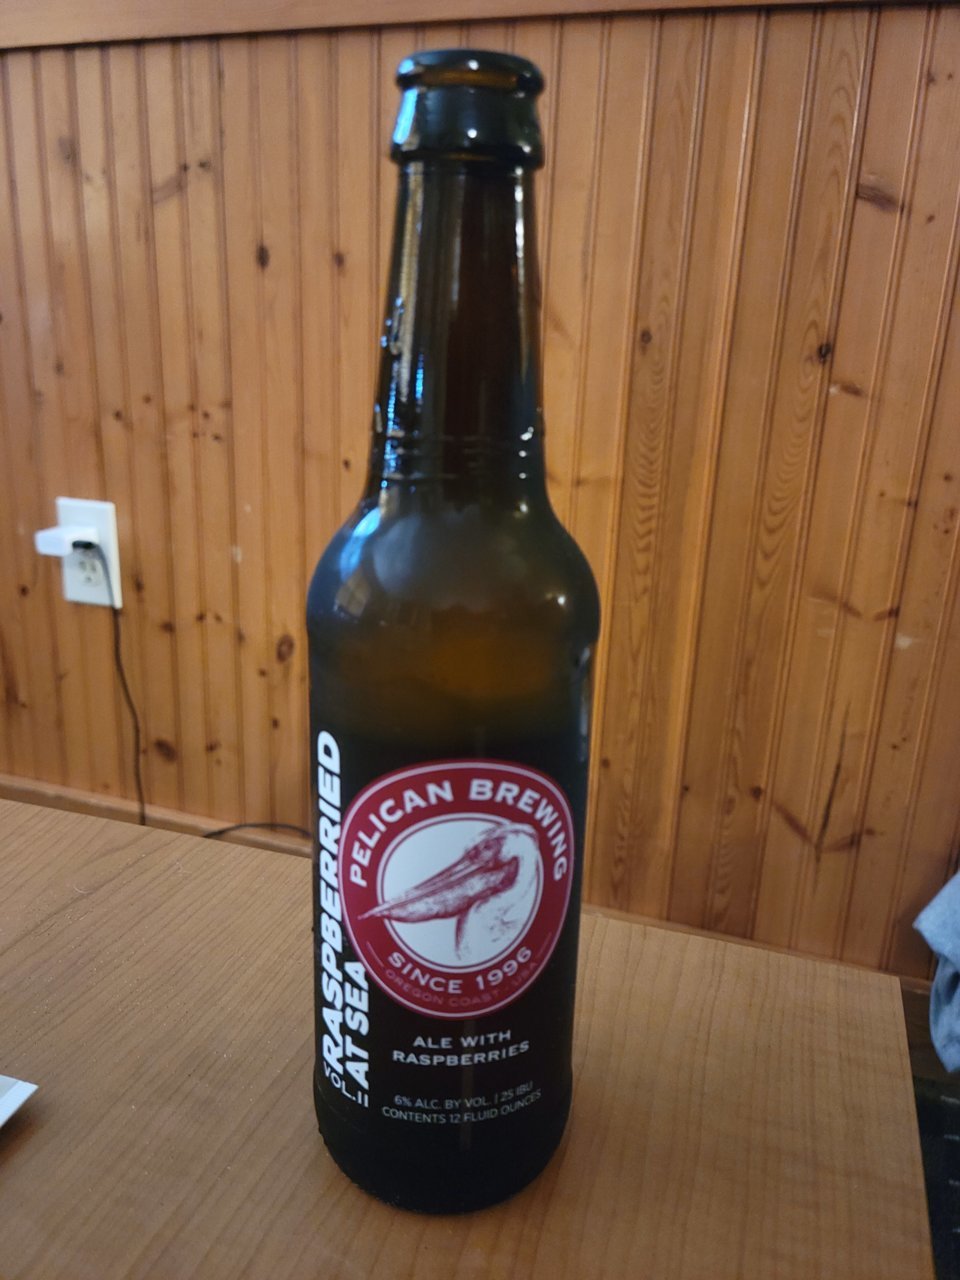 RASPBERRIED
AT SEA
VOL. II
PELICAN BREWING
SINCE 1996
OREGON COAST, USA
ALE WITH
RASPBERRIES
6% ALC. BY VOL. | 25 IBU
CONTENTS 12 FLUID OUNCES